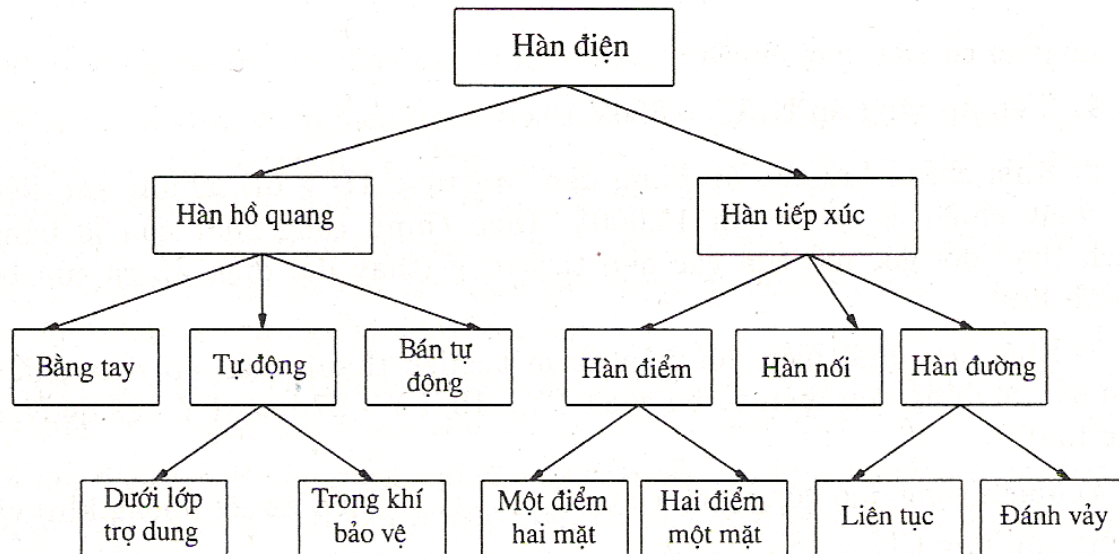 Hàn điện
Hàn hồ quang
Hàn tiếp xúc
Bằng tay
Tự động
Bán tự
động
Hàn điểm
Hàn nối
Hàn đường
Dưới lớp
trợ dung
Trong khí
bảo vệ
Một điểm
hai mặt
Hai điểm
một mặt
Liên tục
Đánh vảy